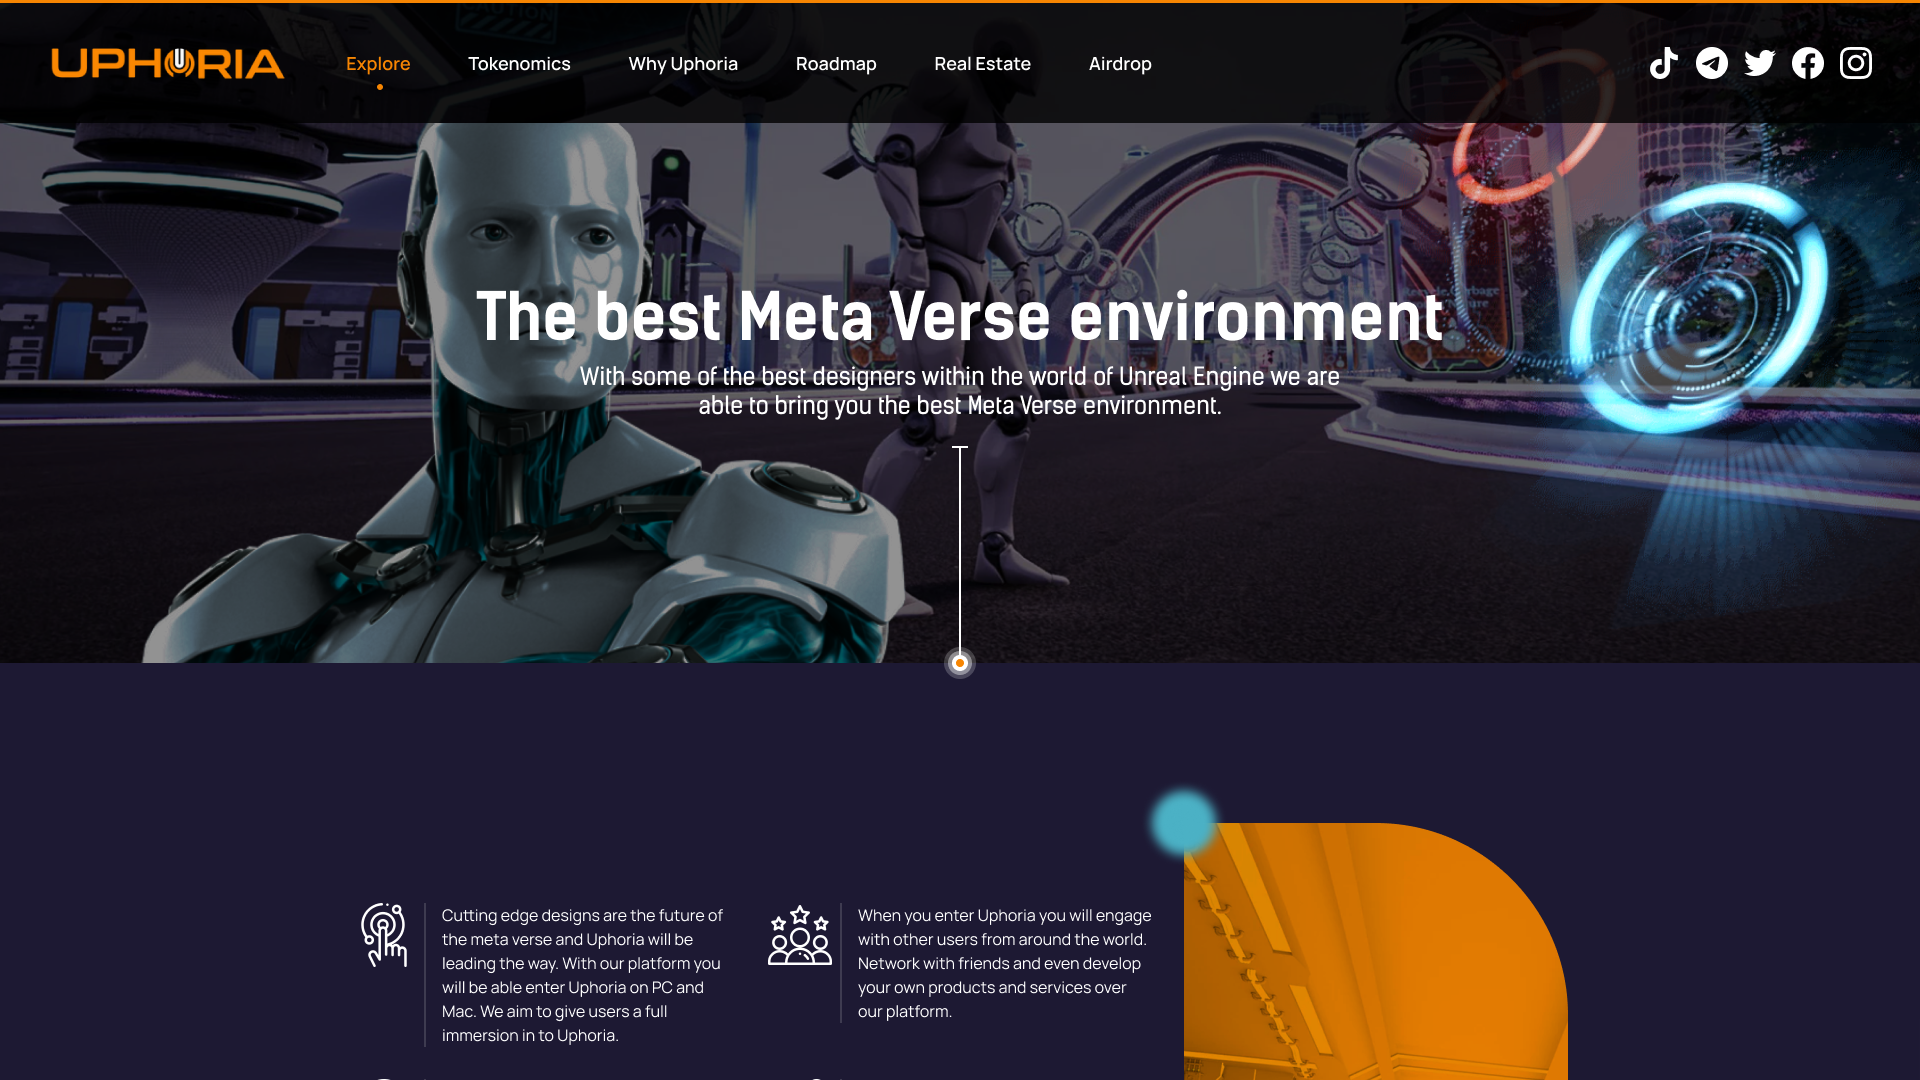 CAUTION
UPHORIA
Explore
Tokenomics
Why Uphoria
Roadmap
Real Estate
Airdrop
Recycle Garbage
The best Meta Verse environment
With some of the best designers within the world of Unreal Engine we are
able to bring you the best Meta Verse environment.
Cutting edge designs are the future of
the meta verse and Uphoria will be
leading the way. With our platform you
will be able enter Uphoria on PC and
Mac. We aim to give users a full
immersion in to Uphoria.
When you enter Uphoria you will engage
with other users from around the world.
Network with friends and even develop
your own products and services over
our platform.